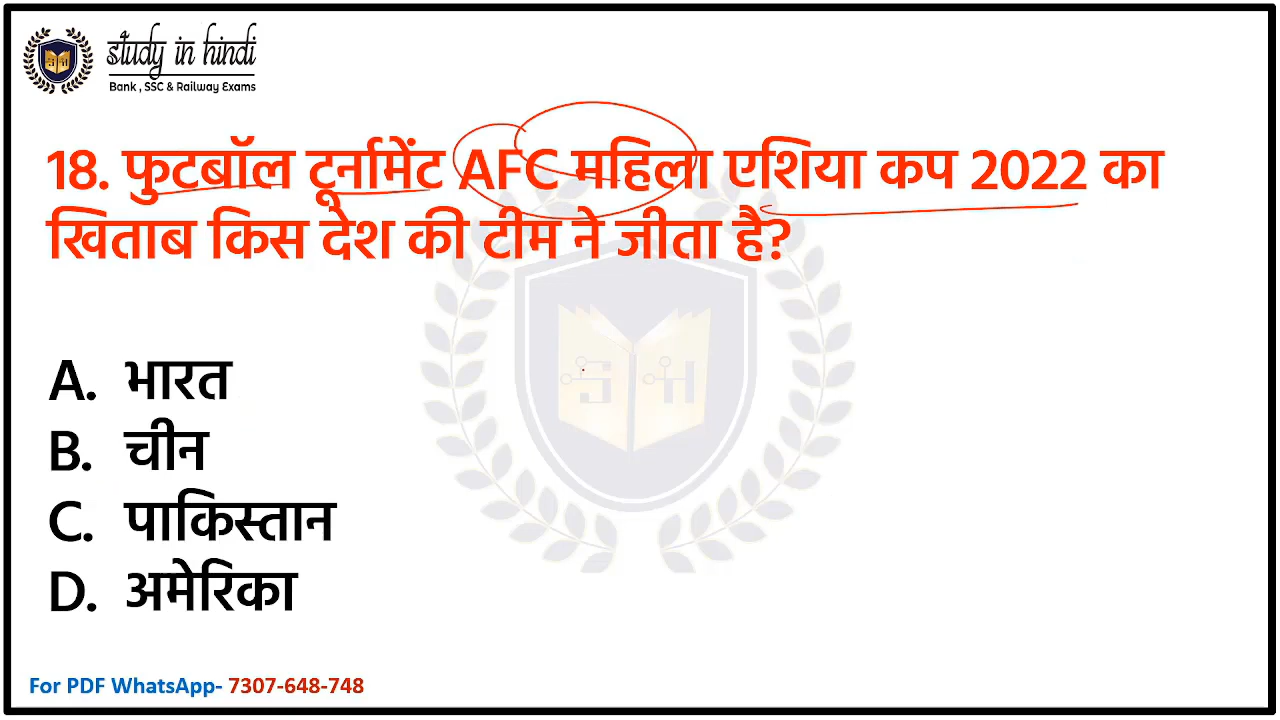 Study in hindi
Bank , SSC & Railway Exams
18. फुटबॉल टूर्नामेंट AFC महिला एशिया कप 2022 का
खिताब किस देश की टीम ने जीता है?
A. भारत
B. चीन
C. पाकिस्तान
D. अमेरिका
For PDF WhatsApp- 7307-648-748